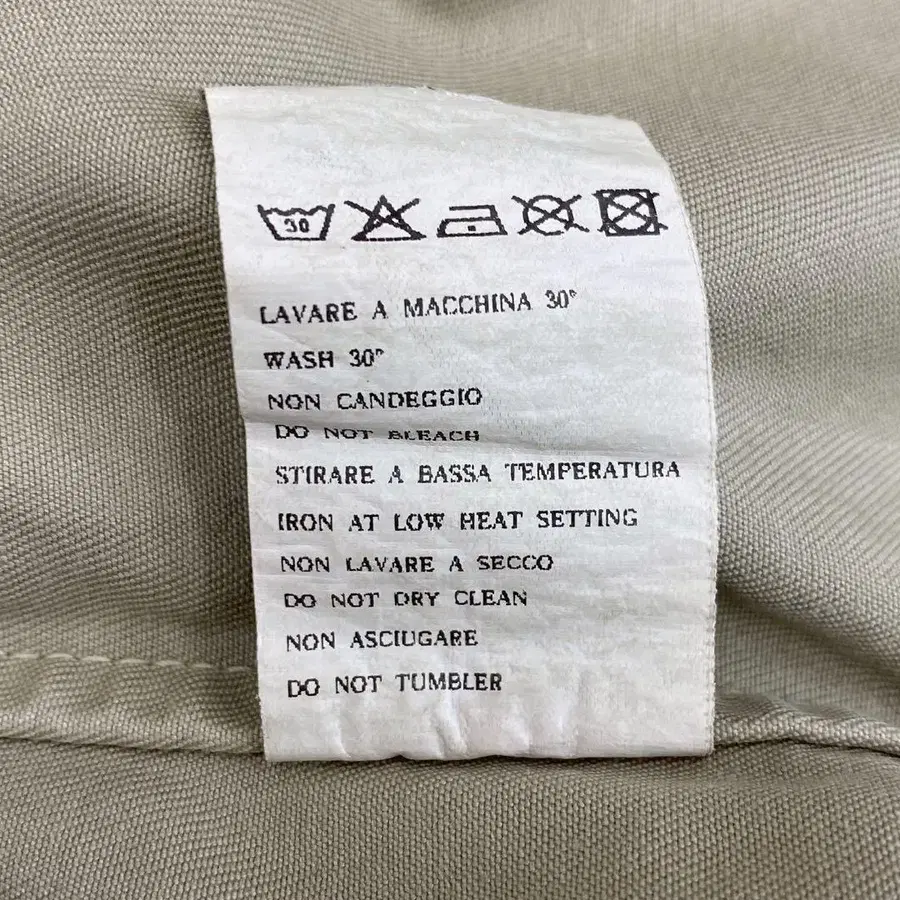 30
LAVARE A MACCHINA 30°
WASH 30°
NON CANDEGGIO
DO NOT BLEACH
STIRARE A BASSA TEMPERATURA
IRON AT LOW HEAT SETTING
NON LAVARE A SECCO
DO NOT DRY CLEAN
NON ASCIUGARE
DO NOT TUMBLER